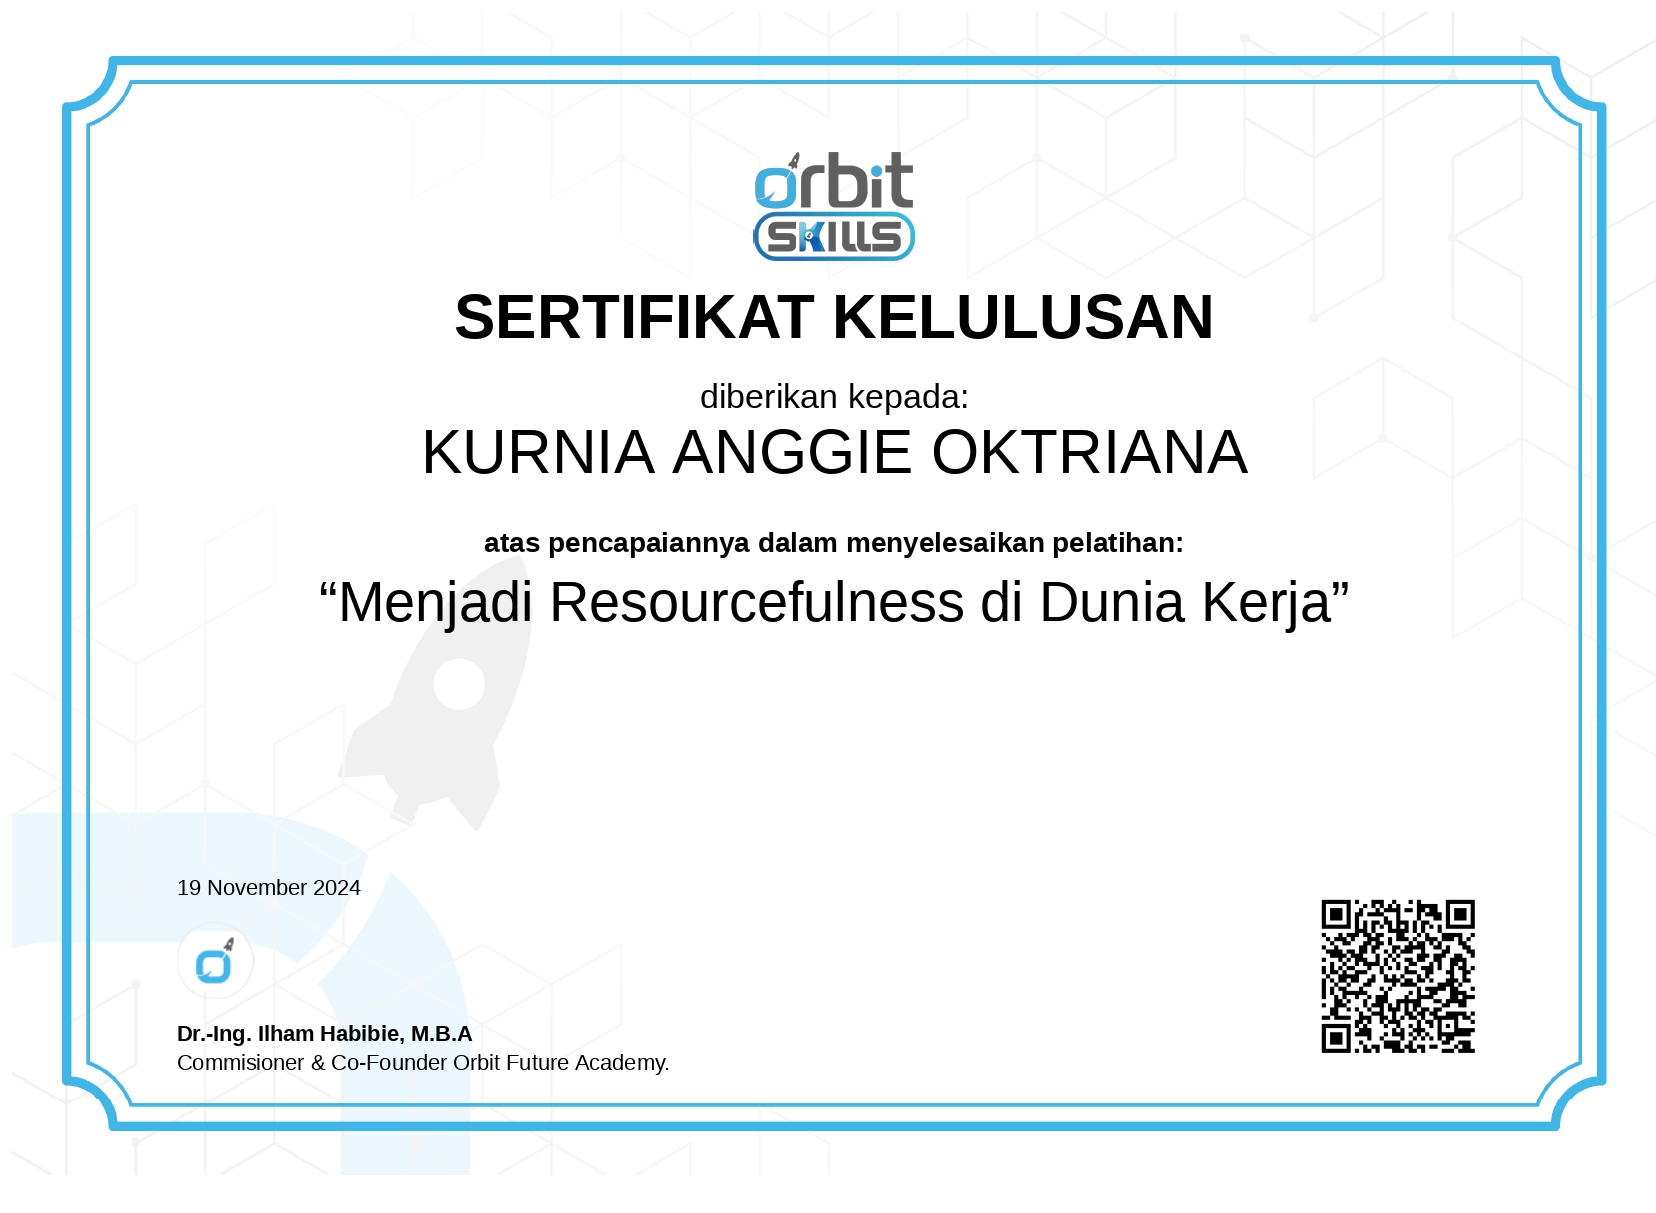 orbit
SKILLS
SERTIFIKAT KELULUSAN
diberikan kepada:
KURNIA ANGGIE OKTRIANA
atas pencapaiannya dalam menyelesaikan pelatihan:
“Menjadi Resourcefulness di Dunia Kerja”
19 November 2024
Dr.-Ing. Ilham Habibie, M.B.A
Commisioner & Co-Founder Orbit Future Academy.